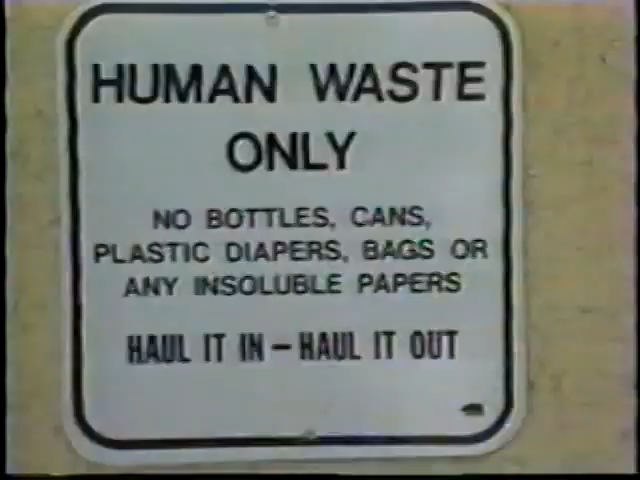 HUMAN WASTE
ONLY
NO BOTTLES, CANS,
PLASTIC DIAPERS, BAGS OR
ANY INSOLUBLE PAPERS
HAUL IT IN – HAUL IT OUT